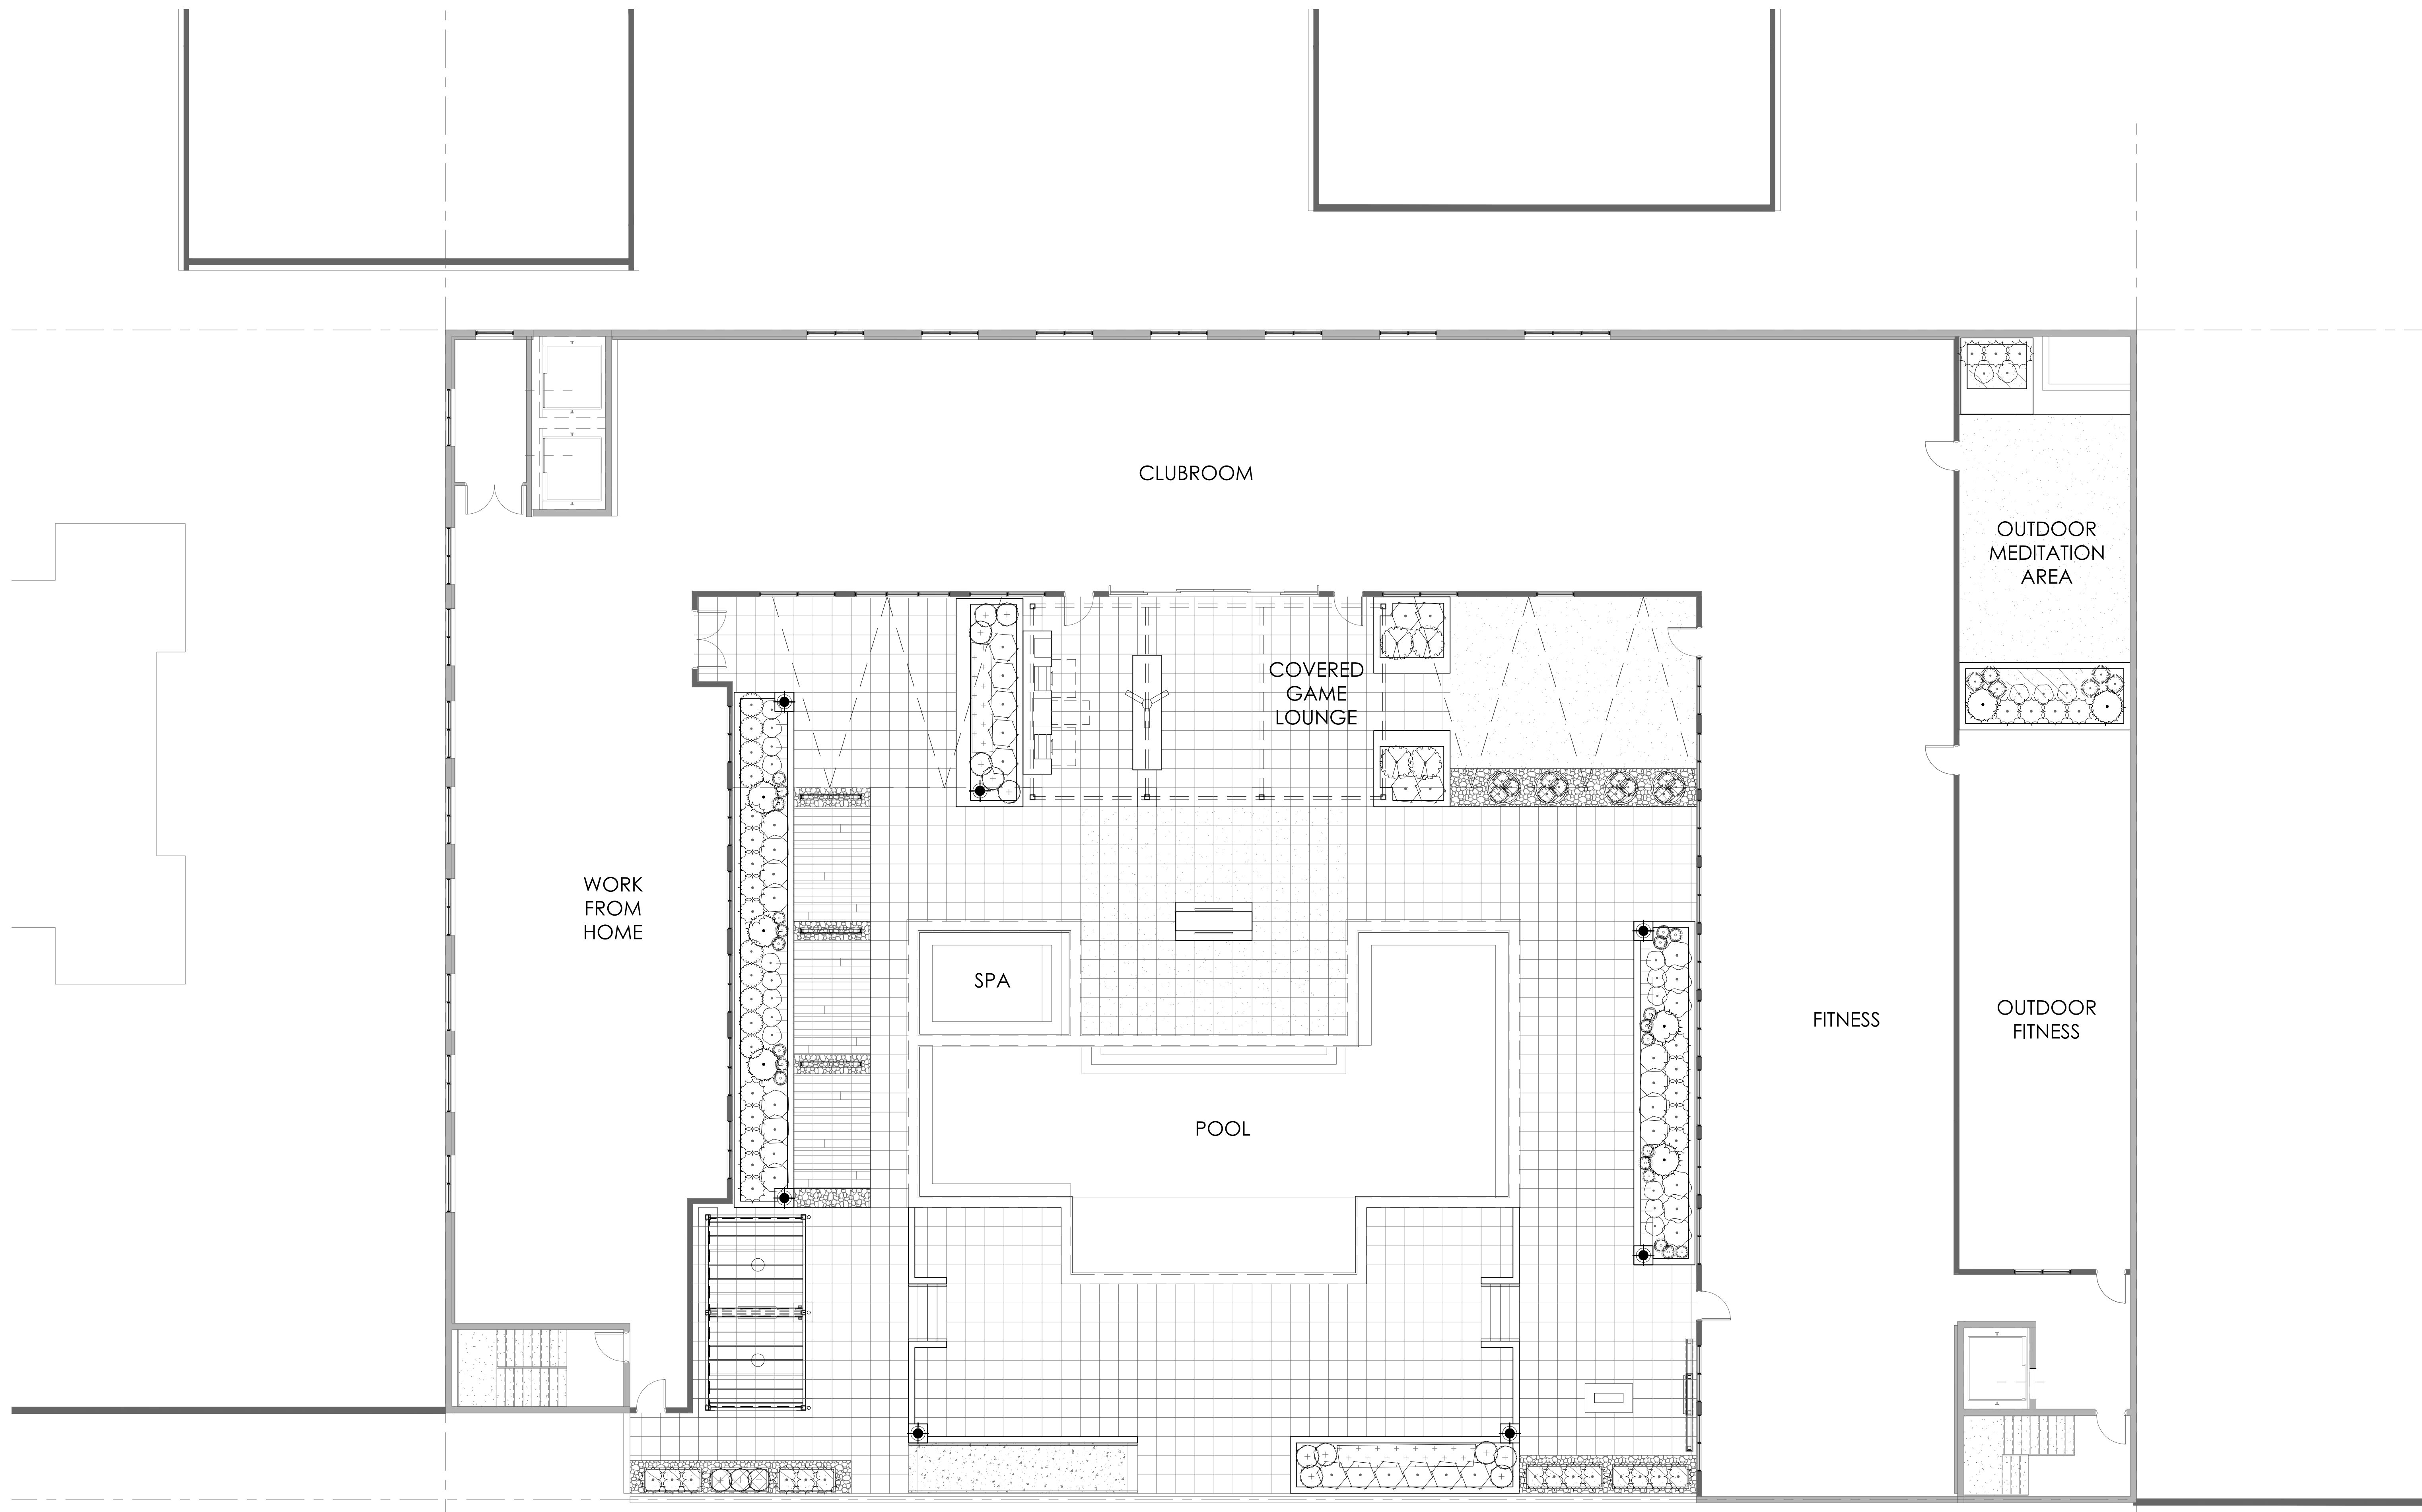 CLUBROOM
OUTDOOR
MEDITATION
AREA
COVERED
GAME
LOUNGE
WORK
FROM
HOME
SPA
FITNESS
OUTDOOR
FITNESS
POOL